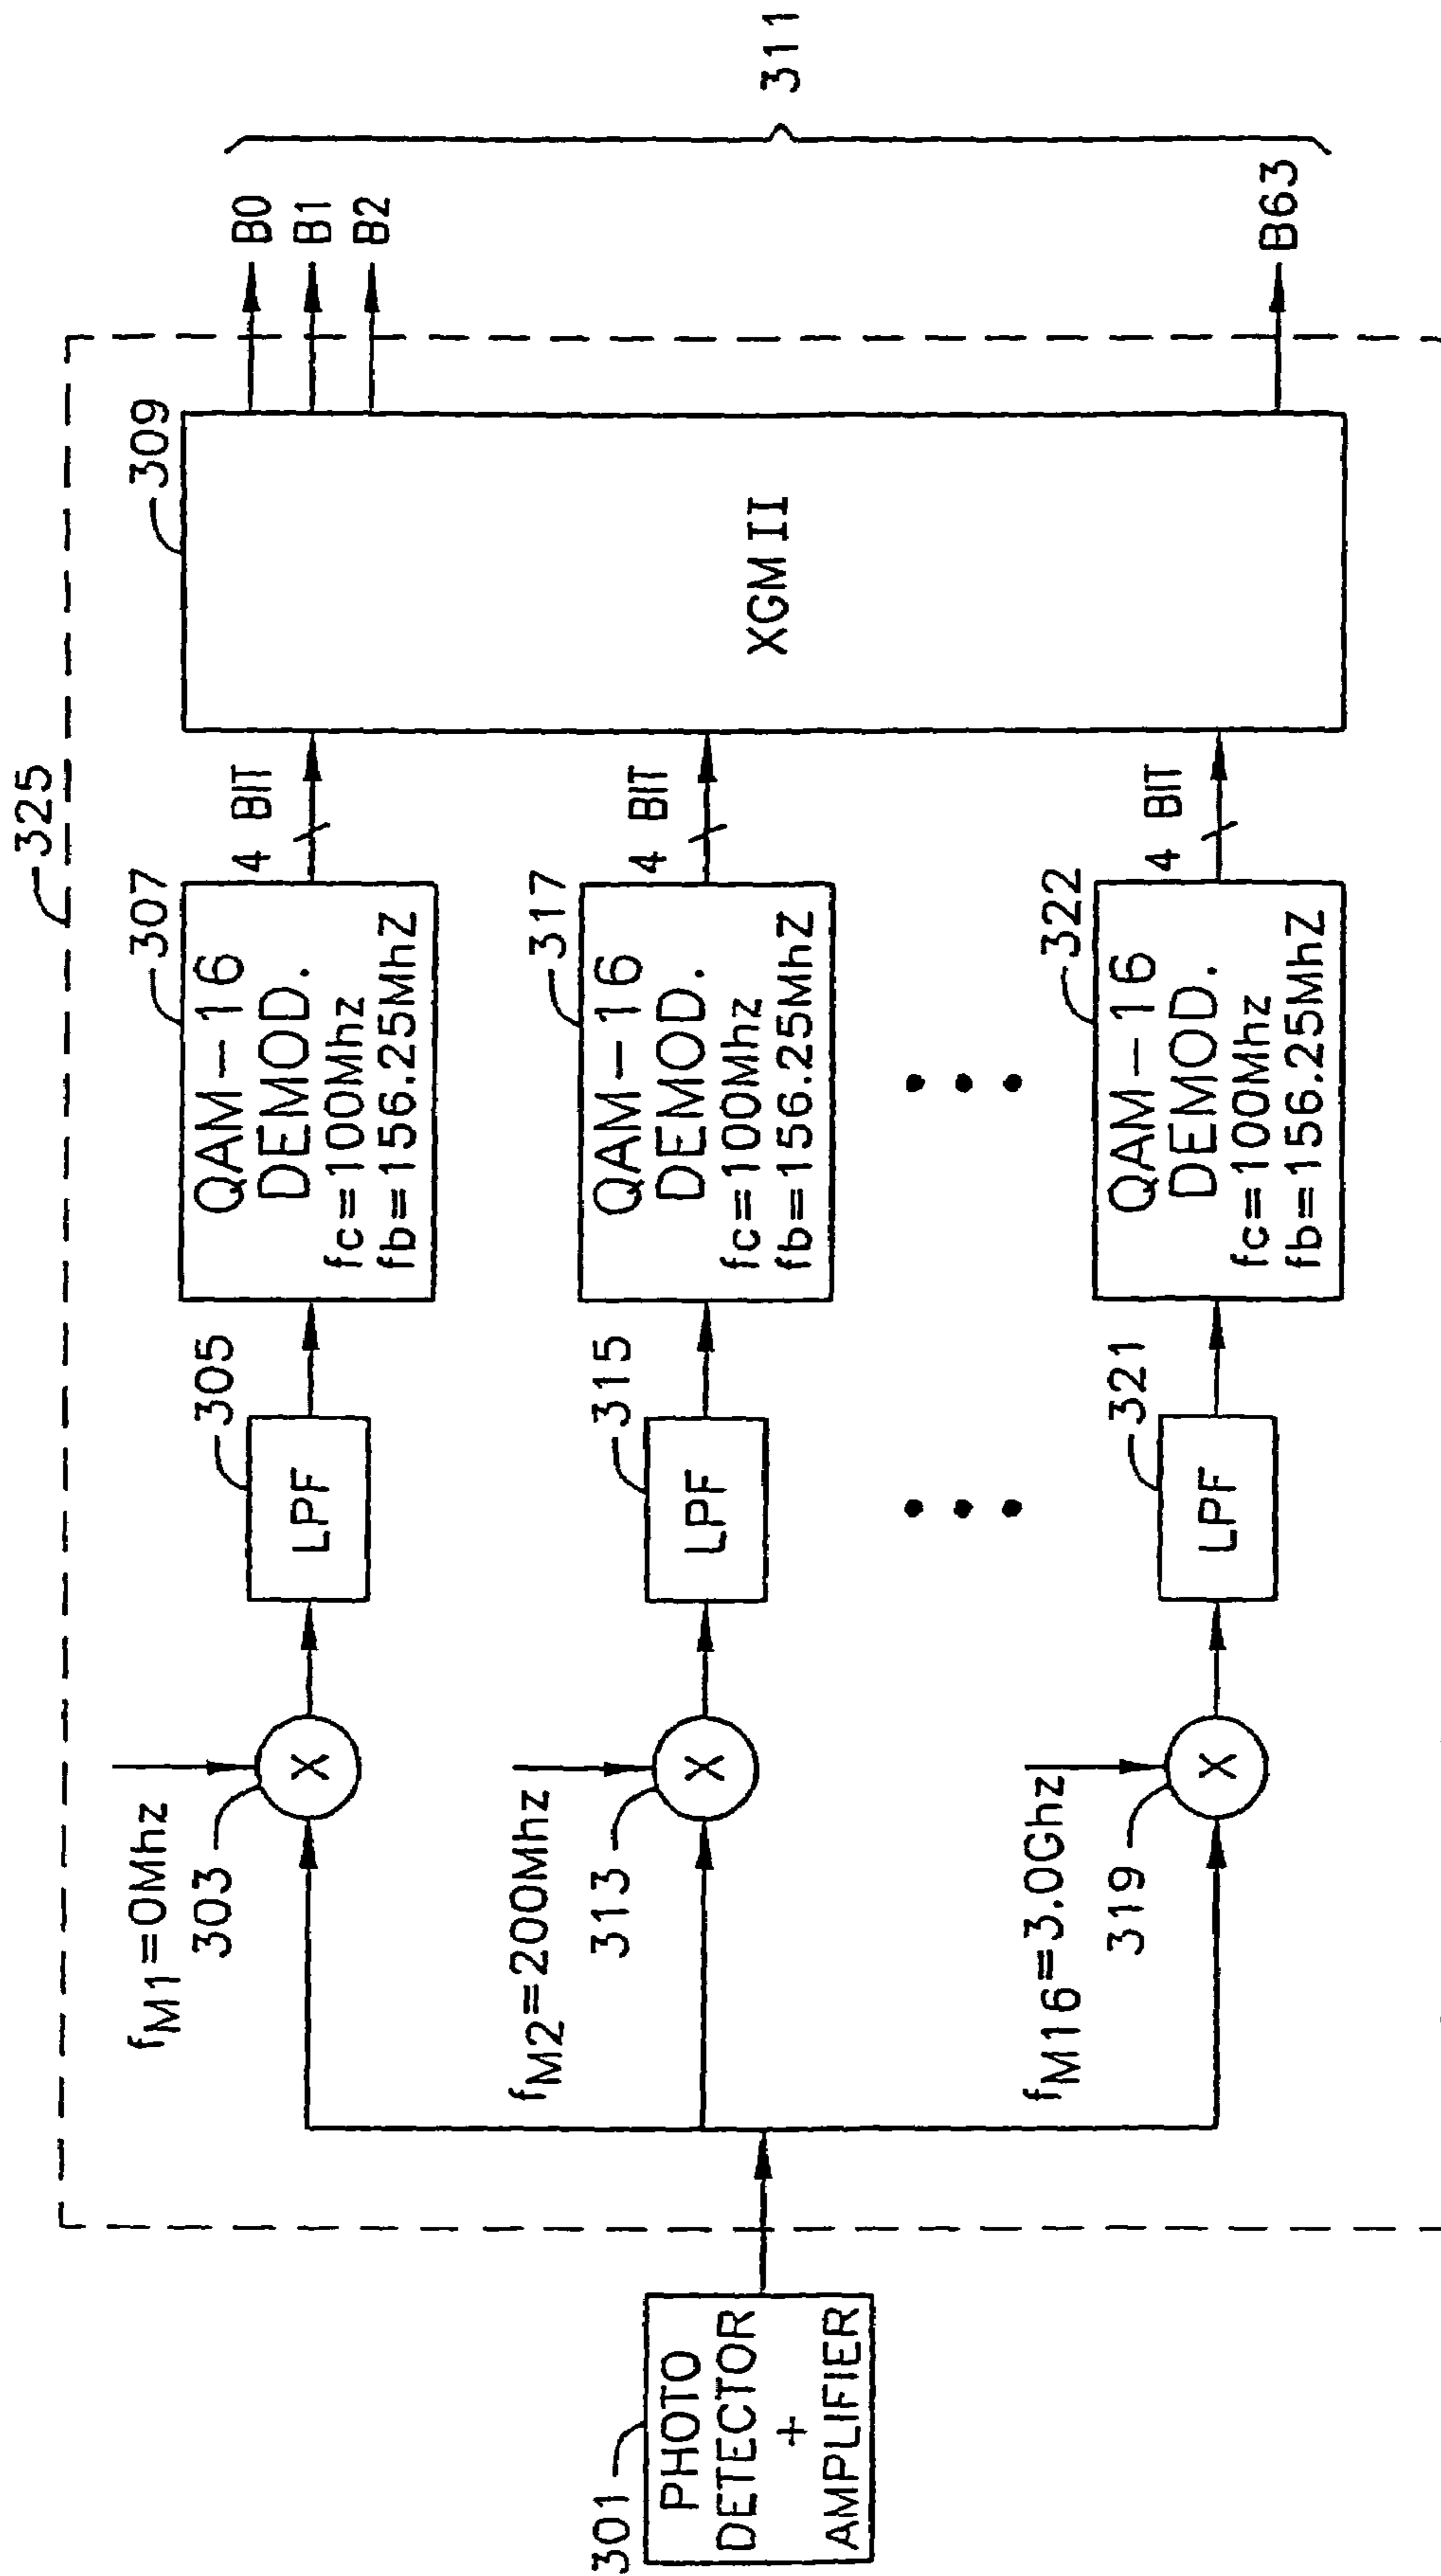 325
301
PHOTO
DETECTOR
+
AMPLIFIER
fM1=0Mhz
303
X
305
LPF
307
QAM-16
DEMOD.
fc=100Mhz
fb=156.25MhZ
4 BIT
fM2=200Mhz
313
X
315
LPF
317
QAM-16
DEMOD.
fc=100Mhz
fb=156.25MhZ
4 BIT
fM16=3.0Ghz
319
X
321
LPF
322
QAM-16
DEMOD.
fc=100Mhz
fb=156.25MhZ
4 BIT
309
XGMII
B0
B1
B2
B63
311